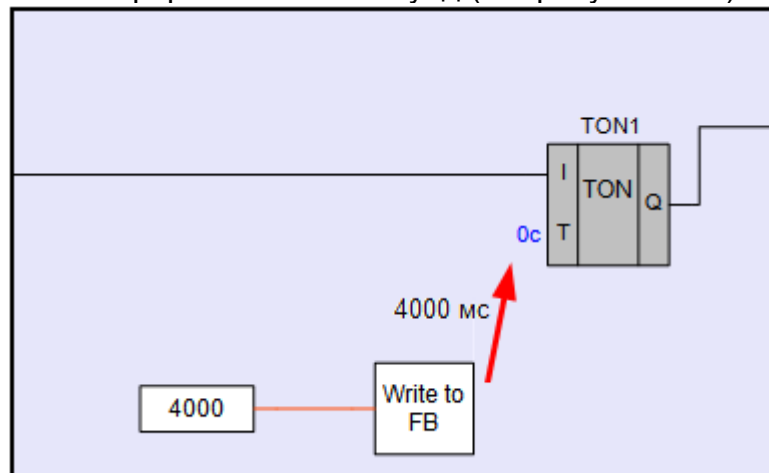 TON1
I
TON
Q
0c
T
4000 мс
4000
Write to
FB